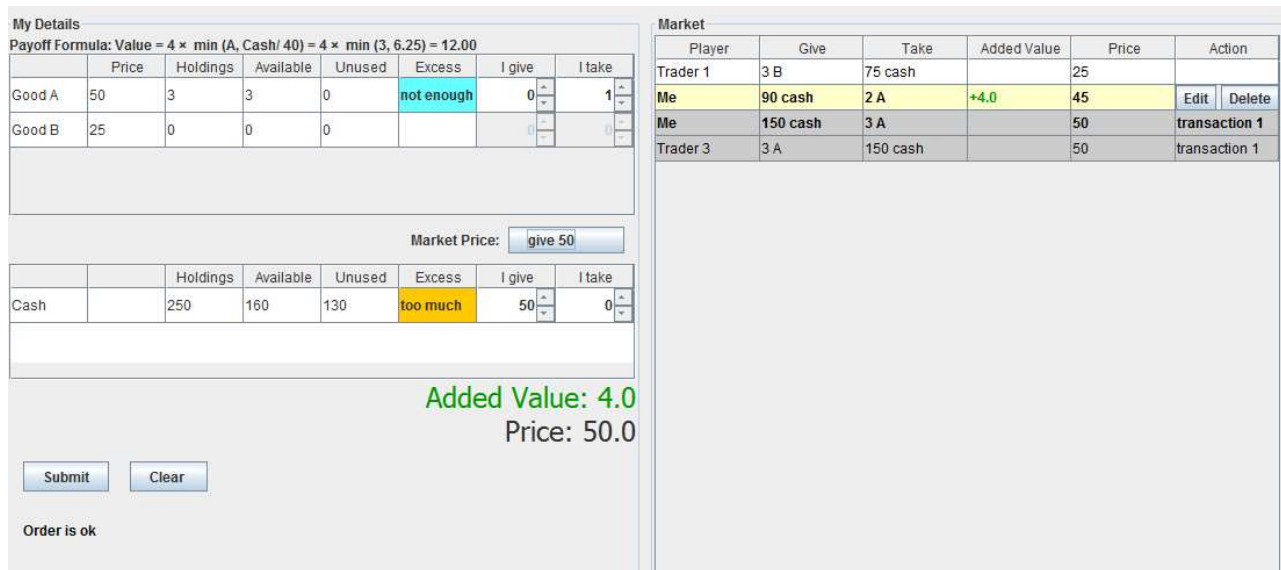 My Details
Payoff Formula: Value = 4 × min (A, Cash/ 40) = 4 × min (3, 6.25) = 12.00
Price Holdings Available Unused Excess I give I take
Good A 50 3 3 0 not enough 0 1
Good B 25 0 0 0 0 0
Market Price: give 50
Holdings Available Unused Excess I give I take
Cash 250 160 130 too much 50 0
Added Value: 4.0
Price: 50.0
Submit Clear
Order is ok
Market
Player Give Take Added Value Price Action
Trader 1 3 B 75 cash 25
Me 90 cash 2 A +4.0 45 Edit Delete
Me 150 cash 3 A 50 transaction 1
Trader 3 3 A 150 cash 50 transaction 1